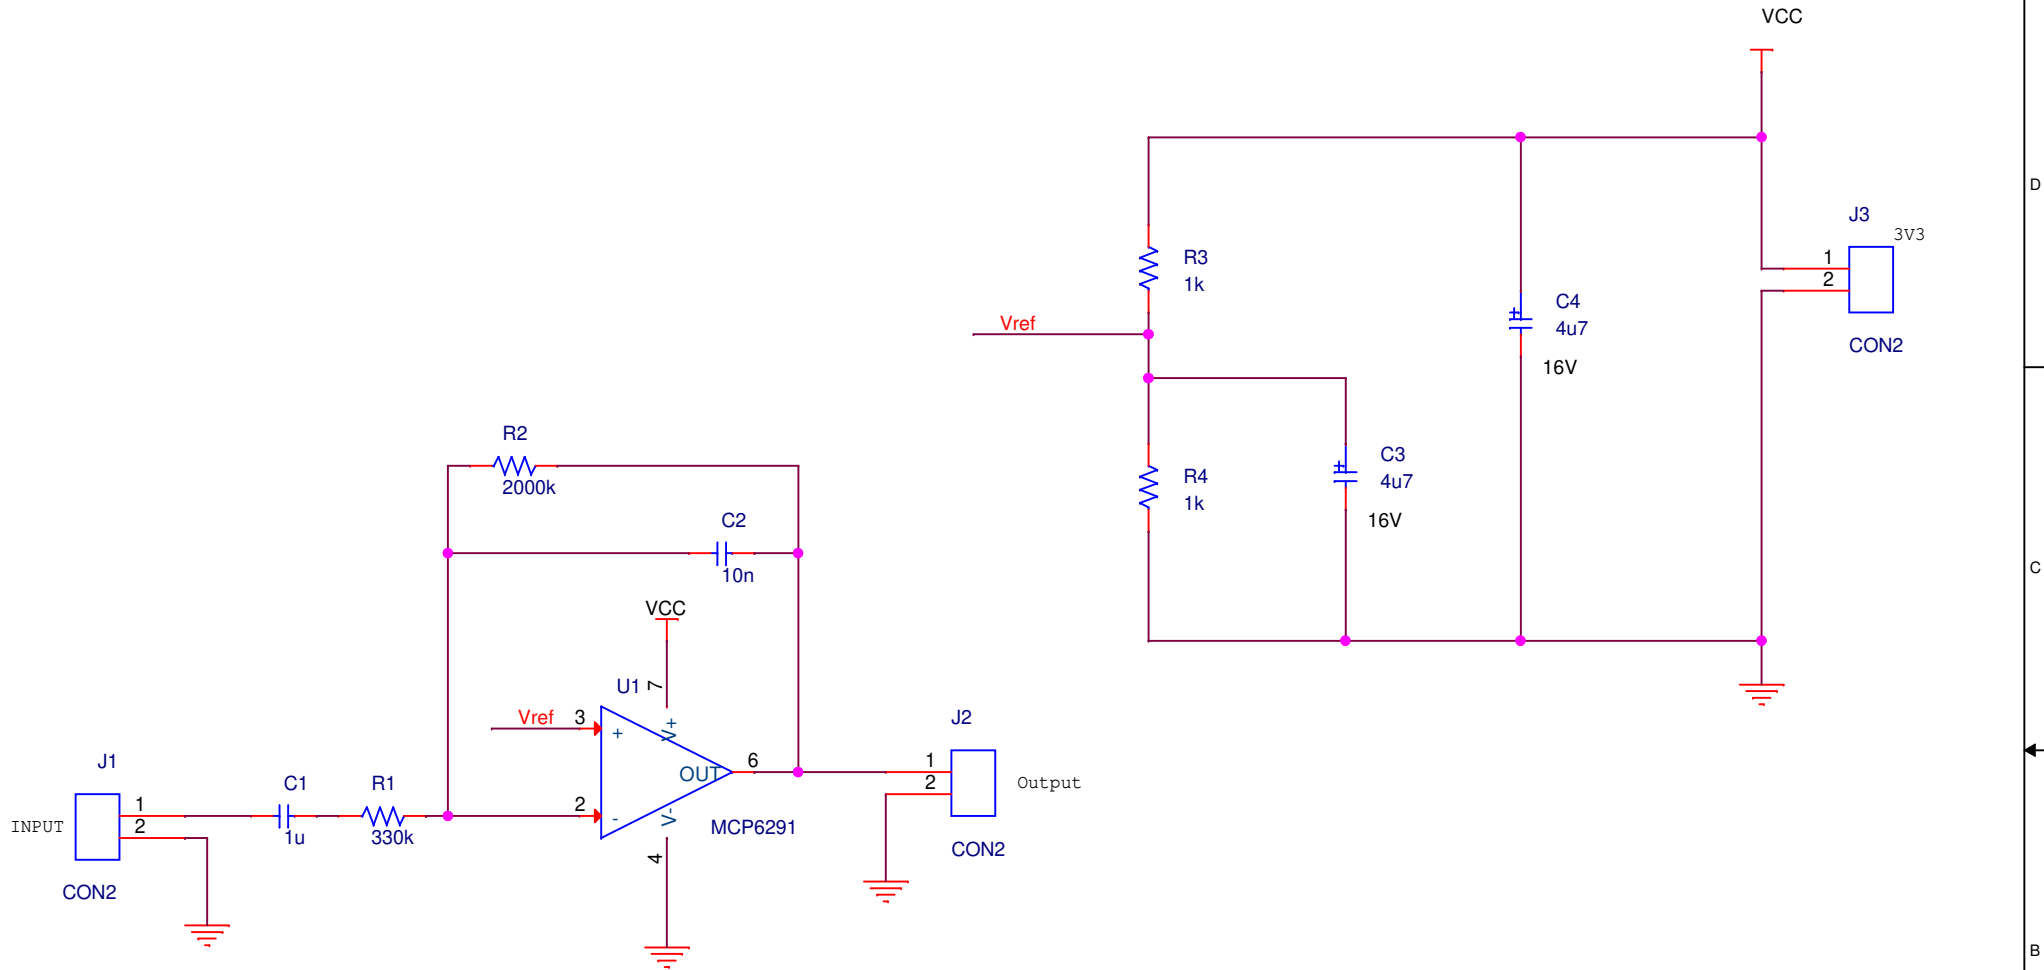 VCC
D
J3
3V3
R3
1k
1
2
C4
4u7
16V
CON2
Vref
R2
2000k
C3
4u7
16V
R4
1k
C2
10n
C
VCC
U1
7
Vref
3
+
V+
J2
OUT
6
1
2
Output
J1
C1
R1
2
-
V-
MCP6291
INPUT
1
2
1u
330k
4
CON2
CON2
B